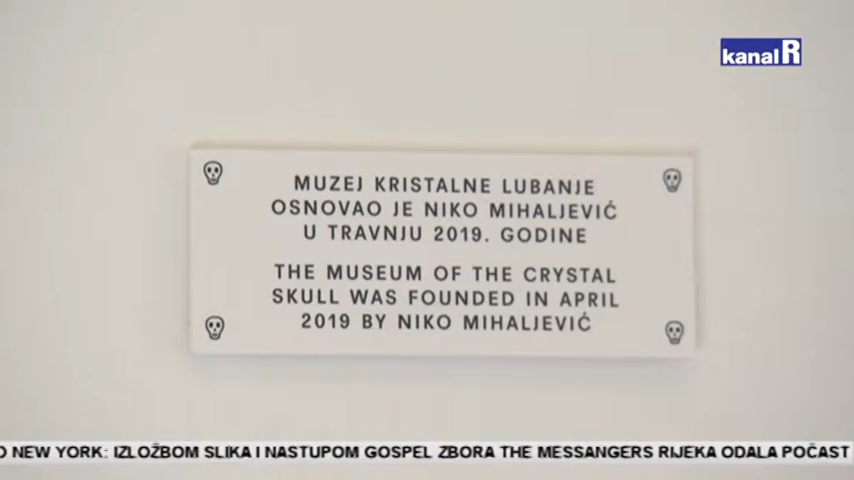 kanal R
MUZEJ KRISTALNE LUBANJE
OSNOVAO JE NIKO MIHALJEVIĆ
U TRAVNJU 2019. GODINE
THE MUSEUM OF THE CRYSTAL
SKULL WAS FOUNDED IN APRIL
2019 BY NIKO MIHALJEVIĆ
NEW YORK: IZLOŽBOM SLIKA I NASTUPOM GOSPEL ZBORA THE MESSANGERS RIJEKA ODALA POČAST